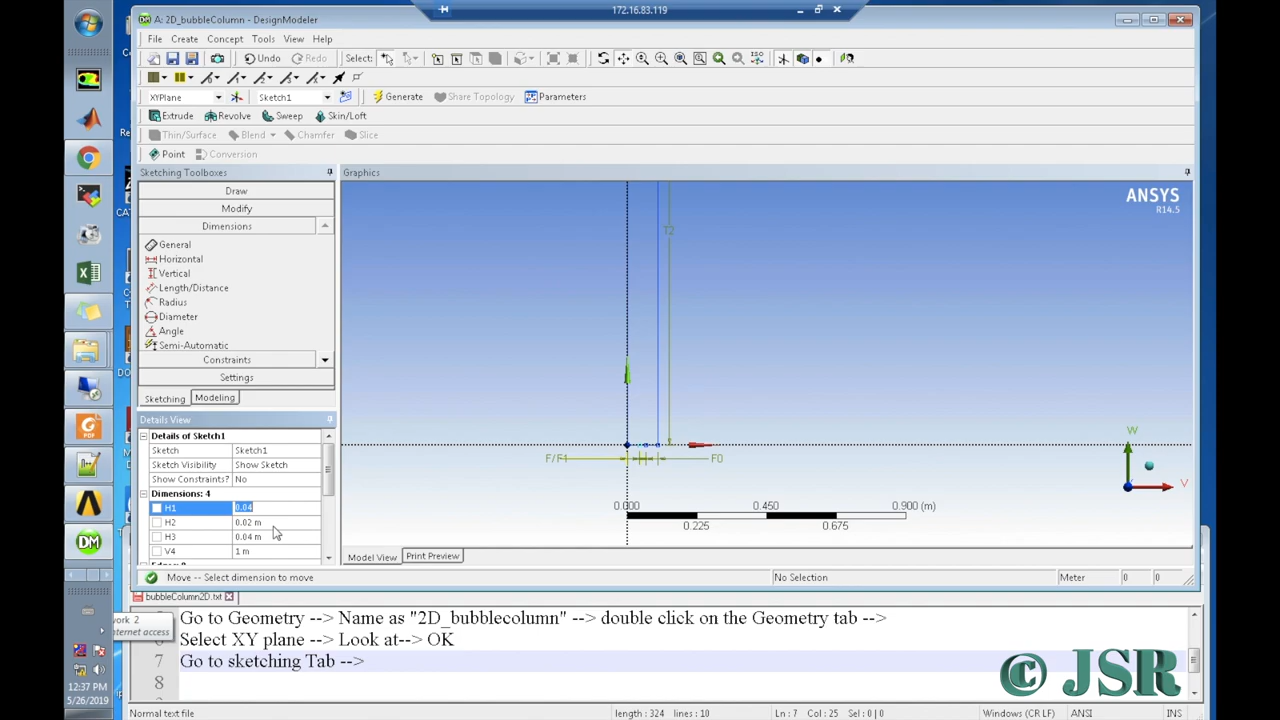 172.16.83.119
A: 2D_bubbleColumn - DesignModeler
File Create Concept Tools View Help
Undo Redo Select:
XYPlane Sketch1 Generate Share Topology Parameters
Extrude Revolve Sweep Skin/Loft
Thin/Surface Blend Chamfer Slice
Point Conversion
Sketching Toolboxes
Graphics
Draw
Modify
Dimensions
General
Horizontal
Vertical
Length/Distance
Radius
Diameter
Angle
Semi-Automatic
Constraints
Settings
Sketching Modeling
ANSYS
R14.5
F0
0.000 0.450 0.900 (m)
0.225 0.675
Details View
Details of Sketch1
Sketch Sketch1
Sketch Visibility Show Sketch
Show Constraints? No
Dimensions: 4
H1 0.04
H2 0.02 m
H3 0.04 m
V4 1 m
Model View Print Preview
Move -- Select dimension to move No Selection Meter 0 0
bubbleColumn2D.txt
Go to Geometry --> Name as "2D_bubblecolumn" --> double click on the Geometry tab -->
Select XY plane --> Look at--> OK
7 Go to sketching Tab -->
8
© JSR
Normal text file length : 324 lines : 10 Ln : 7 Col : 25 Sel : 0 | 0 Windows (CR LF) ANSI INS
12:37 PM
5/26/2019